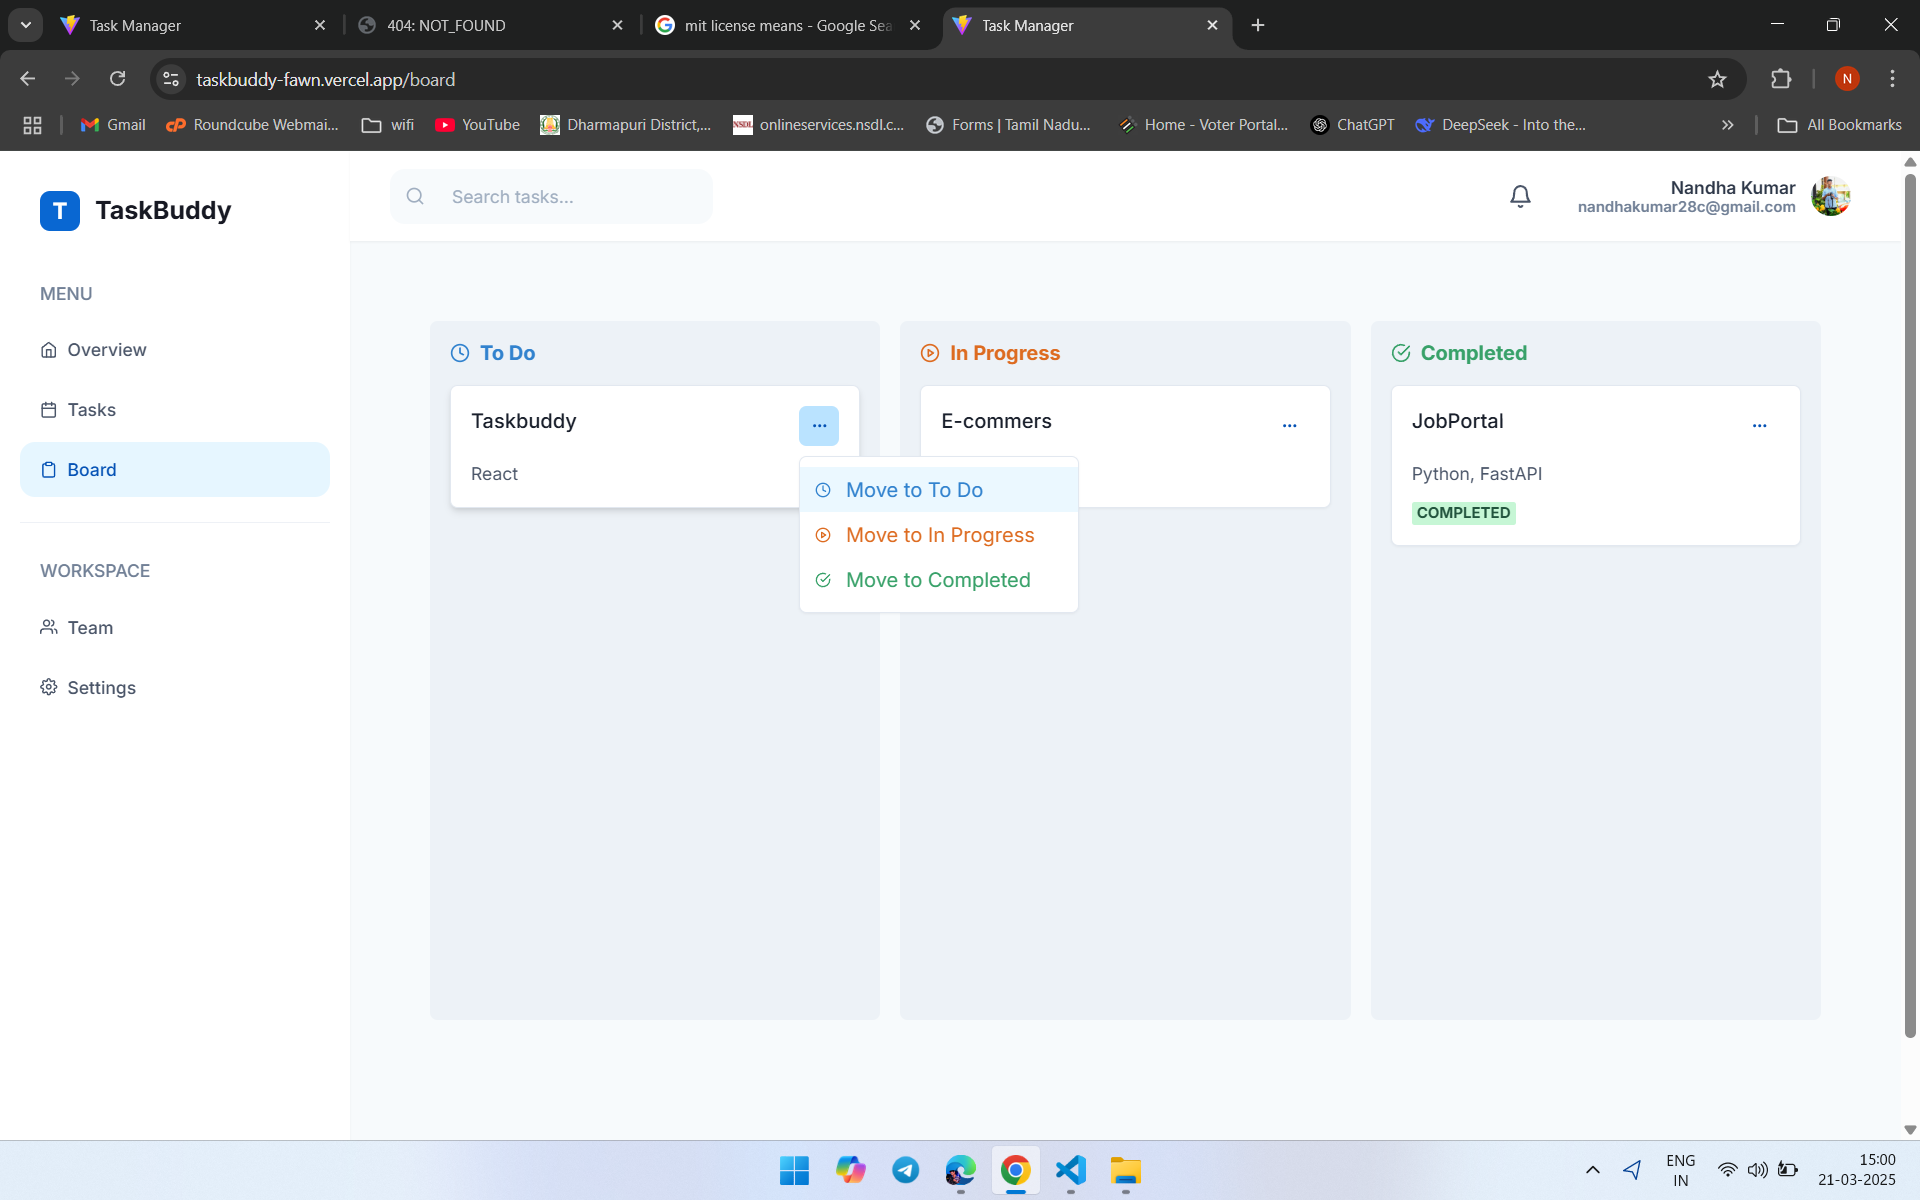 Task Manager
404: NOT_FOUND
mit license means - Google Sea
Task Manager
taskbuddy-fawn.vercel.app/board
N
Gmail
Roundcube Webmai...
wifi
YouTube
Dharmapuri District,...
NSDL
onlineservices.nsdl.c...
Forms | Tamil Nadu...
Home - Voter Portal...
ChatGPT
DeepSeek - Into the...
All Bookmarks
T TaskBuddy
Search tasks...
Nandha Kumar
nandhakumar28c@gmail.com
MENU
Overview
Tasks
Board
WORKSPACE
Team
Settings
To Do
Taskbuddy
React
Move to To Do
Move to In Progress
Move to Completed
In Progress
E-commers
Completed
JobPortal
Python, FastAPI
COMPLETED
ENG
IN
15:00
21-03-2025